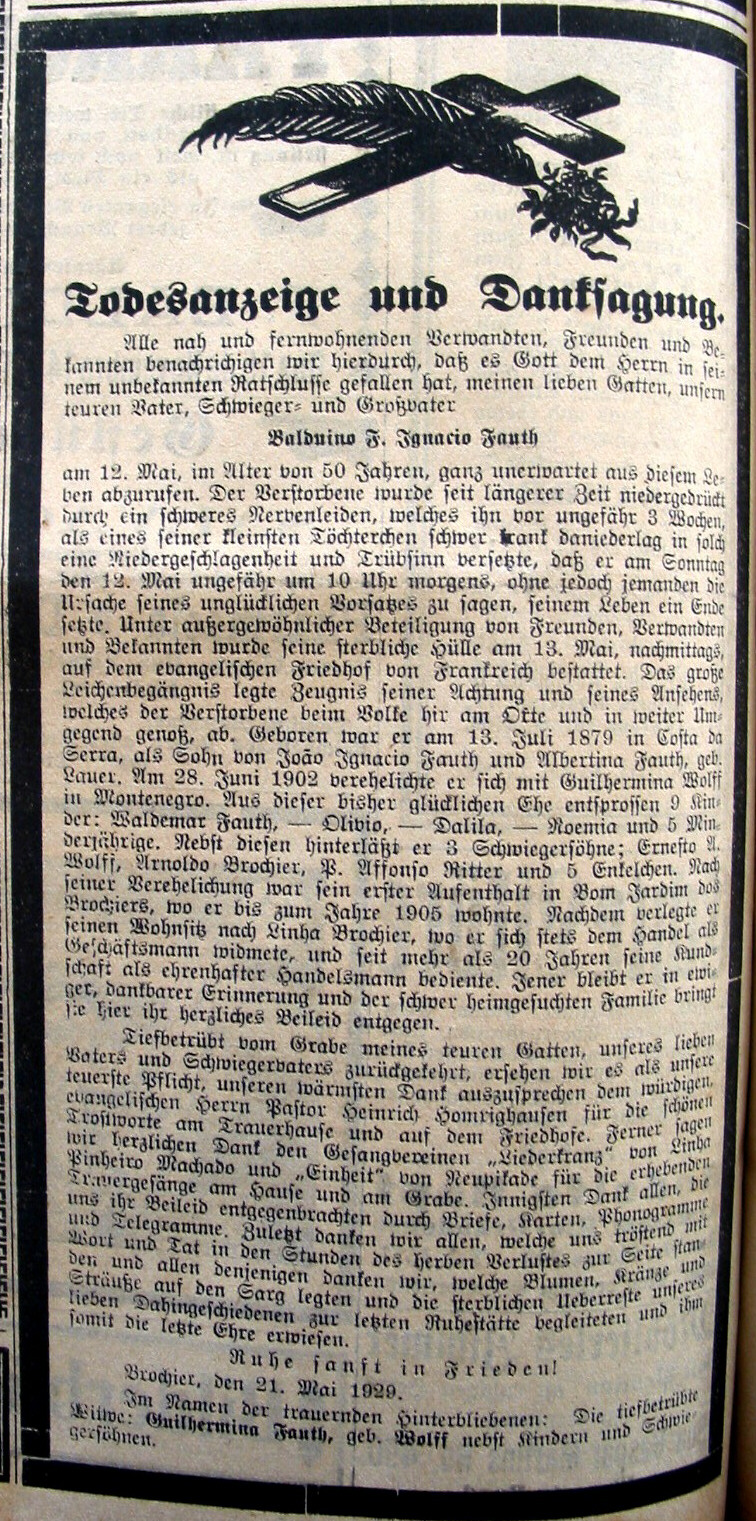 Todesanzeige und Danksagung.
Alle nah und fernwohnenden Verwandten, Freunden und Be-
kannten benachrichtigen wir hierdurch, daß es Gott dem Herrn in sei-
nem unbekannten Ratschlusse gefallen hat, meinen lieben Gatten, unsern
teuren Vater, Schwieger- und Großvater
Balduino F. Ignacio Fauth
am 12. Mai, im Alter von 50 Jahren, ganz unerwartet aus diesem Le-
ben abzurufen. Der Verstorbene wurde seit längerer Zeit niedergedrückt
durch ein schweres Nervenleiden, welches ihn vor ungefähr 3 Wochen,
als eines seiner kleinsten Töchterchen schwer krank daniederlag in solch
eine Niedergeschlagenheit und Trübsinn versetzte, daß er am Sonntag
den 12. Mai ungefähr um 10 Uhr morgens, ohne jedoch jemanden die
Ursache seines unglücklichen Vorsatzes zu sagen, seinem Leben ein Ende
setzte. Unter außergewöhnlicher Beteiligung von Freunden, Verwandten
und Bekannten wurde seine sterbliche Hülle am 13. Mai, nachmittags,
auf dem evangelischen Friedhof von Frankreich bestattet. Das große
Leichenbegängnis legte Zeugnis seiner Achtung und seines Ansehens,
welches der Verstorbene beim Volke hir am Okte und in weiter Um-
gegend genoß, ab. Geboren war er am 13. Juli 1879 in Costa da
Serra, als Sohn von João Ignacio Fauth und Albertina Fauth, geb.
Lauer. Am 28. Juni 1902 verehelichte er sich mit Guilhermina Wolff
in Montenegro. Aus dieser bisher glücklichen Ehe entsprossen 9 Kin-
der: Waldemar Fauth, — Olivio, — Dalila, — Noemia und 5 Min-
derjährige. Nebst diesen hinterläßt er 3 Schwiegersöhne; Ernesto A.
Wolff, Arnoldo Brochier, P. Affonso Ritter und 5 Enkelchen. Nach
seiner Verehelichung war sein erster Aufenthalt in Bom Jardim dos
Brochiers, wo er bis zum Jahre 1905 wohnte. Nachdem verlegte er
seinen Wohnsitz nach Linha Brochier, wo er sich stets dem Handel als
Geschäftsmann widmete, und seit mehr als 20 Jahren seine Kund-
schaft als ehrenhafter Handelsmann bediente. Jener bleibt er in ewi-
ger, dankbarer Erinnerung und der schwer heimgesuchten Familie bringt
sie hier ihr herzliches Beileid entgegen.
Tiefbetrübt vom Grabe meines teuren Gatten, unseres lieben
Vaters und Schwiegervaters zurückgekehrt, ersehen wir es als unsere
teuerste Pflicht, unseren wärmsten Dank auszusprechen dem würdigen,
evangelischen Herrn Pastor Heinrich Homrighausen für die schönen
Trostworte am Trauerhause und auf dem Friedhofe. Ferner sagen
wir herzlichen Dank den Gesangvereinen „Liederkranz” von Linha
Pinheiro Machado und „Einheit” von Neupikade für die erhebenden
Trauergesänge am Hause und am Grabe. Innigsten Dank allen, die
uns ihr Beileid entgegenbrachten durch Briefe, Karten, Phonogramme
und Telegramme. Zuletzt danken wir allen, welche uns tröstend mit
Wort und Tat in den Stunden des herben Verlustes zur Seite stan-
den und allen denjenigen danken wir, welche Blumen, Kränze und
Sträuße auf den Sarg legten und die sterblichen Ueberreste unseres
lieben Dahingeschiedenen zur letzten Ruhestätte begleiteten und ihm
somit die letzte Ehre erwiesen.
Ruhe sanft in Frieden!
Brochier, den 21. Mai 1929.
Im Namen der trauernden Hinterbliebenen: Die tiefbetrübte
Witwe: Guilhermina Fauth, geb. Wolff nebst Kindern und Schwie-
gersöhnen.